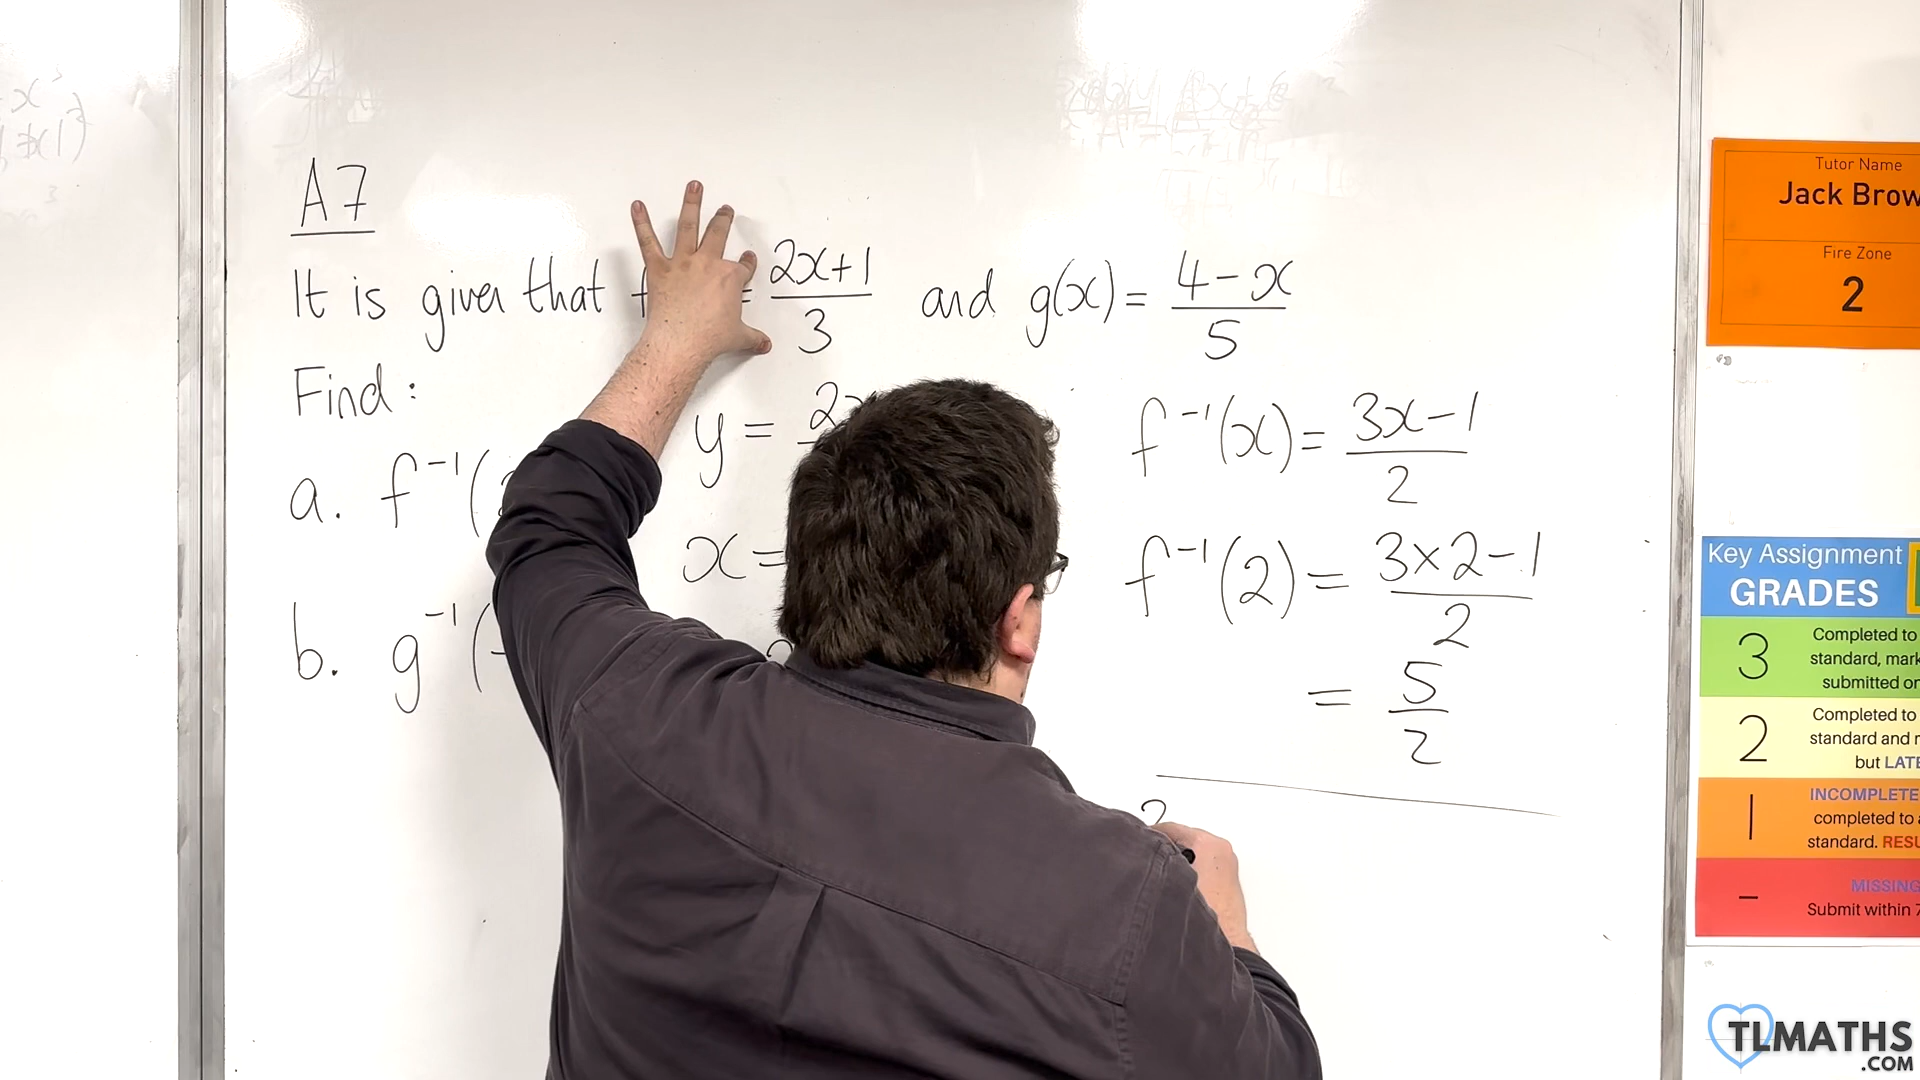 A7
It is given that f = 2x+1/3 and g(x) = 4-x/5
Find:
a. f⁻¹(
y = 2x
x =
b. g⁻¹(-
f⁻¹(x) = 3x-1/2
f⁻¹(2) = 3×2-1/2
= 5/2
2
Tutor Name
Jack Brow
Fire Zone
2
Key Assignment
GRADES
3 Completed to
standard, mark
submitted on
2 Completed to
standard and
but LATE
1 INCOMPLETE
completed to
standard. RESU
- MISSING
Submit within 7
TLMATHS
.COM